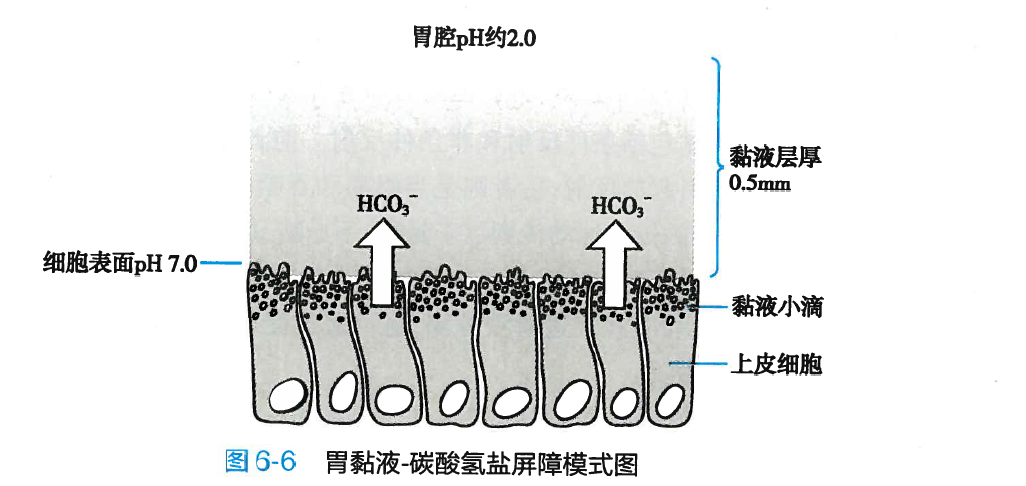 胃腔pH约2.0
黏液层厚
0.5mm
HCO₃⁻
HCO₃⁻
细胞表面pH 7.0
黏液小滴
上皮细胞
图 6-6 胃黏液-碳酸氢盐屏障模式图